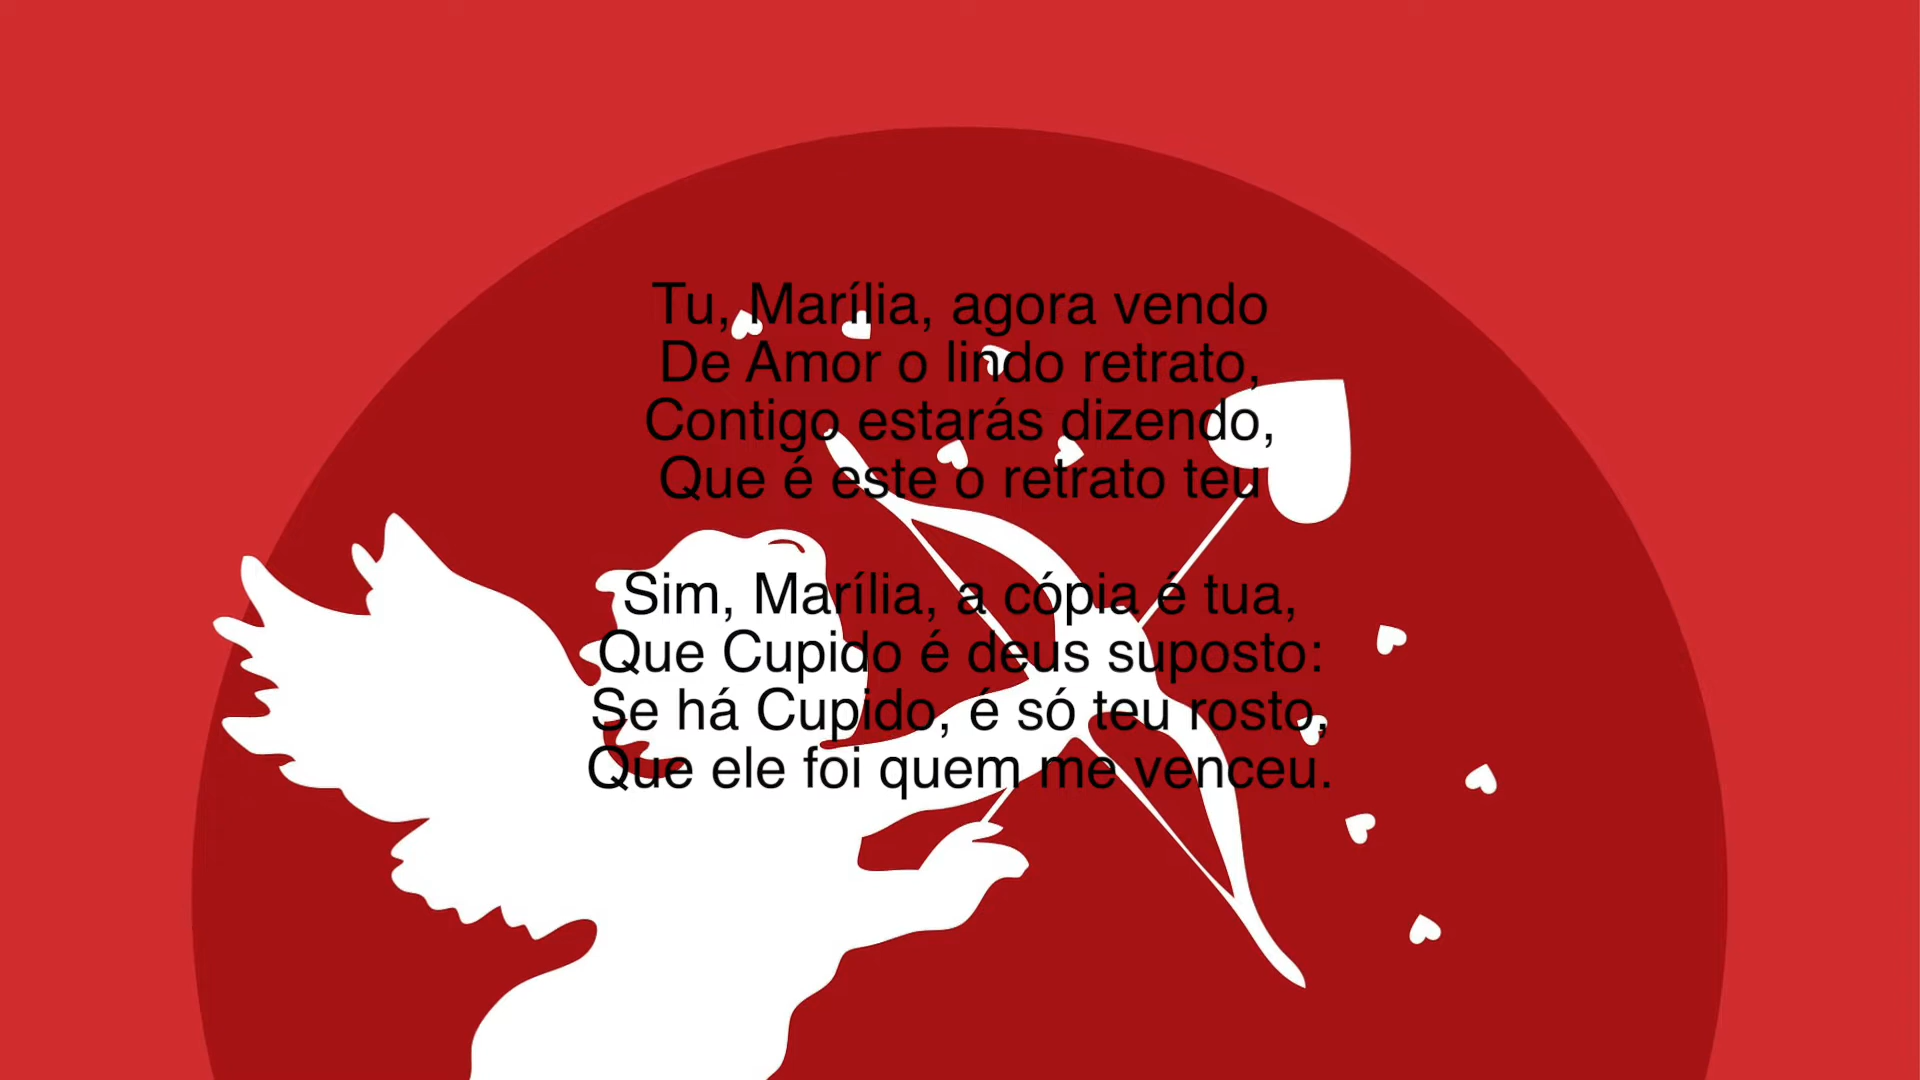 Tu, Marília, agora vendo
De Amor o lindo retrato,
Contigo estarás dizendo,
Que é este o retrato teu
Sim, Marília, a cópia é tua,
Que Cupido é deus suposto:
Se há Cupido, é só teu rosto,
Que ele foi quem me venceu.